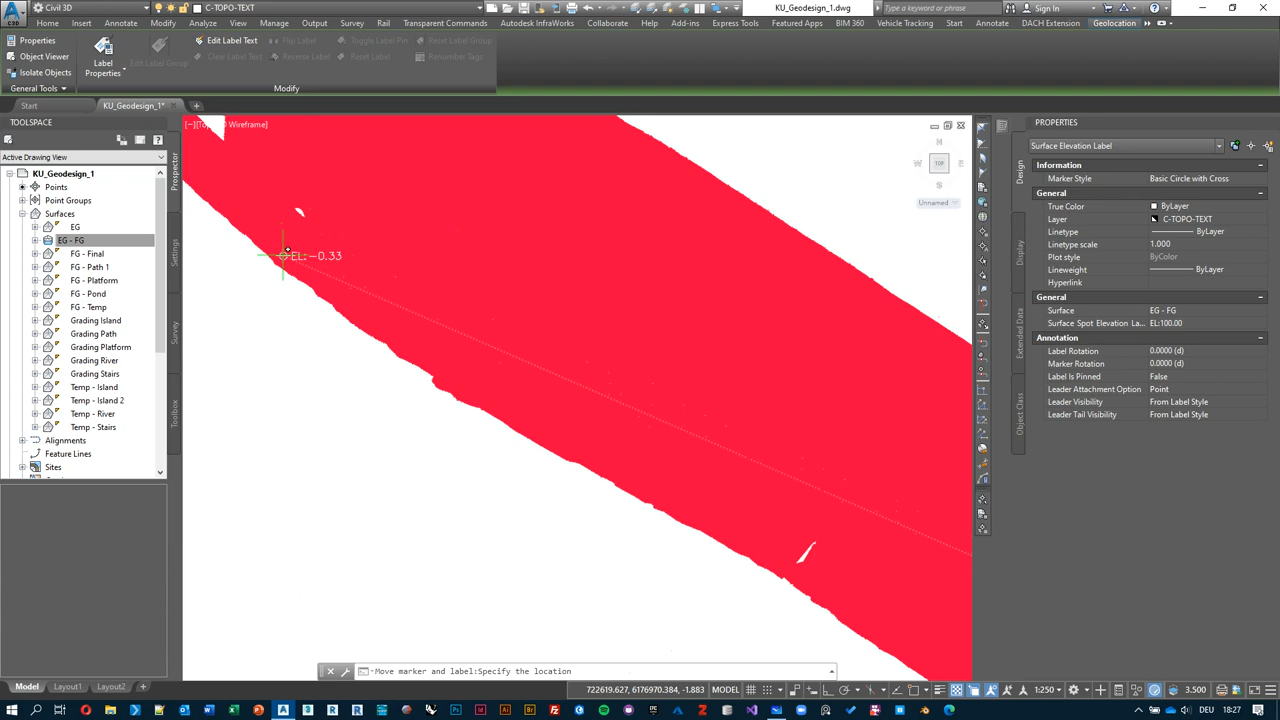 A
C3D
Civil 3D
C-TOPO-TEXT
KU_Geodesign_1.dwg
Type a keyword or phrase
Sign In
Home
Insert
Annotate
Modify
Analyze
View
Manage
Output
Survey
Rail
Transparent Commands
Autodesk InfraWorks
Collaborate
Help
Add-ins
Express Tools
Featured Apps
BIM 360
Vehicle Tracking
Start
Annotate
DACH Extension
Geolocation
Properties
Object Viewer
Isolate Objects
General Tools
Label
Properties
Edit Label Group
Edit Label Text
Clear Label Text
Flip Label
Reverse Label
Toggle Label Pin
Reset Label
Reset Label Group
Renumber Tags
Modify
Start
KU_Geodesign_1*
TOOLSPACE
Active Drawing View
KU_Geodesign_1
Points
Point Groups
Surfaces
EG
EG - FG
FG - Final
FG - Path 1
FG - Platform
FG - Pond
FG - Temp
Grading Island
Grading Path
Grading Platform
Grading River
Grading Stairs
Temp - Island
Temp - Island 2
Temp - River
Temp - Stairs
Alignments
Feature Lines
Sites
Prospector
Settings
Survey
Toolbox
Wireframe]
EL: -0.33
N
W
TOP
E
S
Unnamed
Move marker and label:Specify the location
PROPERTIES
Surface Elevation Label
Design
Display
Extended Data
Object Class
Information
Marker Style
Basic Circle with Cross
General
True Color
ByLayer
Layer
C-TOPO-TEXT
Linetype
ByLayer
Linetype scale
1.000
Plot style
ByColor
Lineweight
ByLayer
Hyperlink
General
Surface
EG - FG
Surface Spot Elevation La...
EL:100.00
Annotation
Label Rotation
0.0000 (d)
Marker Rotation
0.0000 (d)
Label Is Pinned
False
Leader Attachment Option
Point
Leader Visibility
From Label Style
Leader Tail Visibility
From Label Style
Model
Layout1
Layout2
722619.627, 6176970.384, -1.883
MODEL
1:250
3.500
DEU
18:27